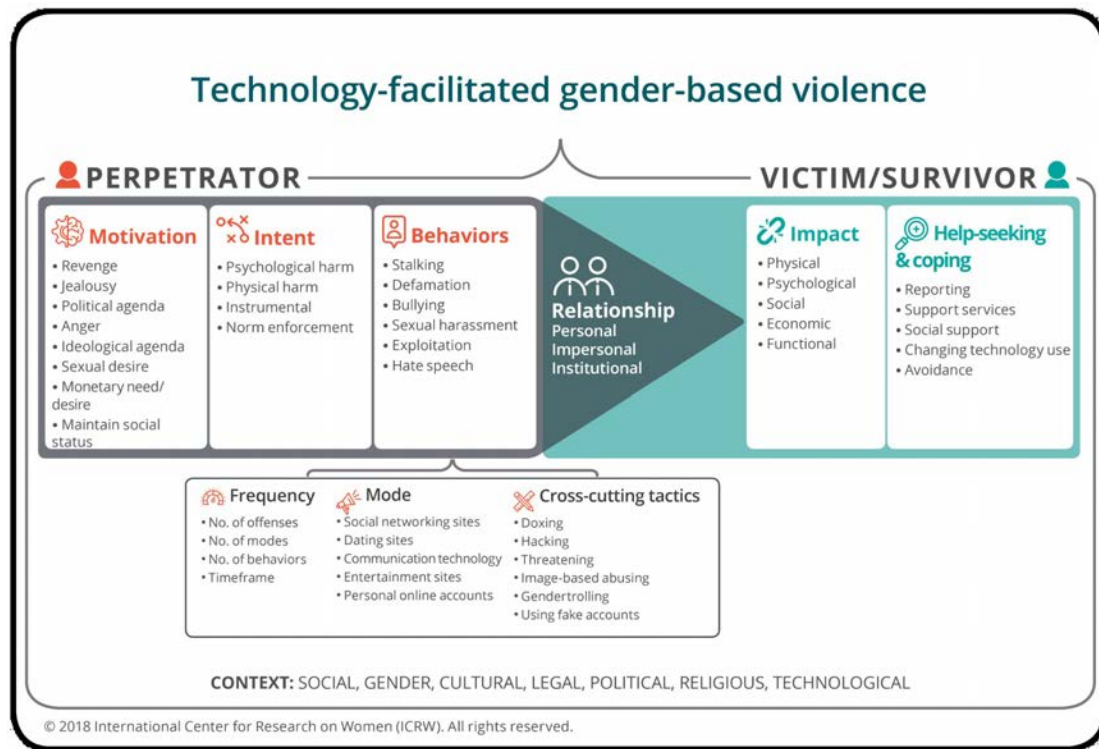 Technology-facilitated gender-based violence
PERPETRATOR
VICTIM/SURVIVOR
Motivation
• Revenge
• Jealousy
• Political agenda
• Anger
• Ideological agenda
• Sexual desire
• Monetary need/
desire
• Maintain social
status
Intent
• Psychological harm
• Physical harm
• Instrumental
• Norm enforcement
Behaviors
• Stalking
• Defamation
• Bullying
• Sexual harassment
• Exploitation
• Hate speech
Relationship
Personal
Impersonal
Institutional
Impact
• Physical
• Psychological
• Social
• Economic
• Functional
Help-seeking
& coping
• Reporting
• Support services
• Social support
• Changing technology use
• Avoidance
Frequency
• No. of offenses
• No. of modes
• No. of behaviors
• Timeframe
Mode
• Social networking sites
• Dating sites
• Communication technology
• Entertainment sites
• Personal online accounts
Cross-cutting tactics
• Doxing
• Hacking
• Threatening
• Image-based abusing
• Gendertrolling
• Using fake accounts
CONTEXT: SOCIAL, GENDER, CULTURAL, LEGAL, POLITICAL, RELIGIOUS, TECHNOLOGICAL
© 2018 International Center for Research on Women (ICRW). All rights reserved.